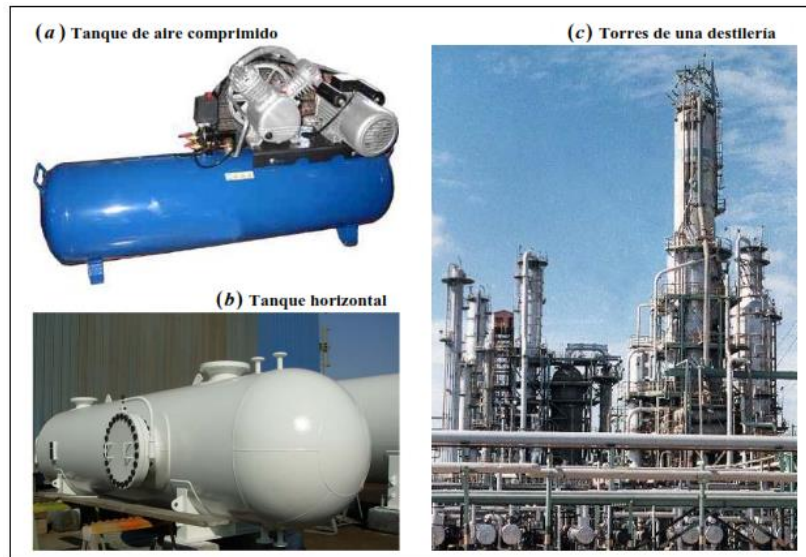 (a) Tanque de aire comprimido
(c) Torres de una destilería
(b) Tanque horizontal